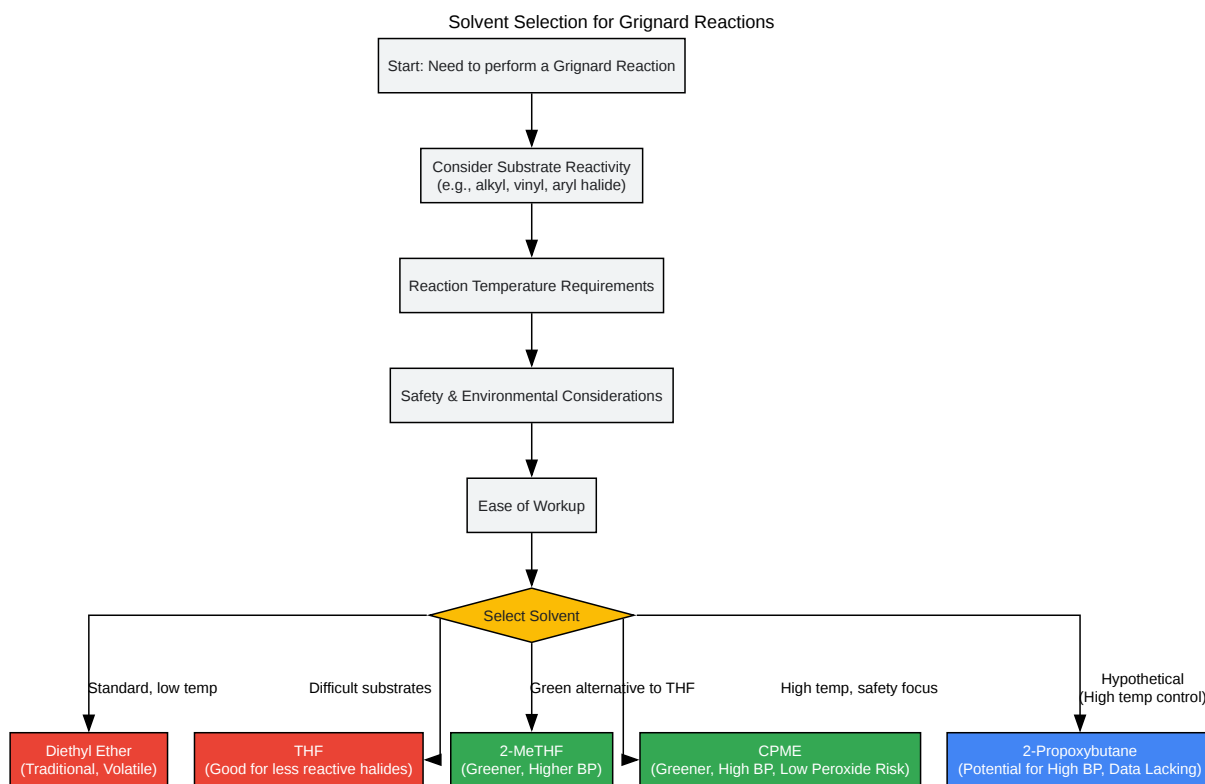 Solvent Selection for Grignard Reactions
Start: Need to perform a Grignard Reaction
Consider Substrate Reactivity
(e.g., alkyl, vinyl, aryl halide)
Reaction Temperature Requirements
Safety & Environmental Considerations
Ease of Workup
Select Solvent
Standard, low temp
Difficult substrates
Green alternative to THF
High temp, safety focus
Hypothetical
(High temp control)
Diethyl Ether
(Traditional, Volatile)
THF
(Good for less reactive halides)
2-MeTHF
(Greener, Higher BP)
CPME
(Greener, High BP, Low Peroxide Risk)
2-Propoxybutane
(Potential for High BP, Data Lacking)